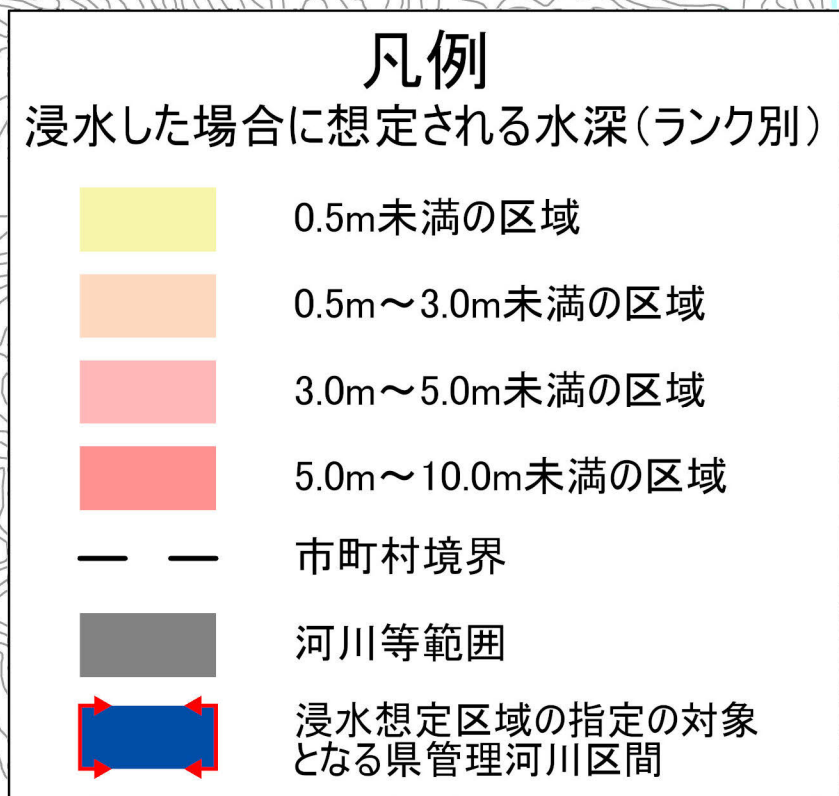 凡例
浸水した場合に想定される水深(ランク別)
0.5m未満の区域
0.5m～3.0m未満の区域
3.0m～5.0m未満の区域
5.0m～10.0m未満の区域
市町村境界
河川等範囲
浸水想定区域の指定の対象
となる県管理河川区間